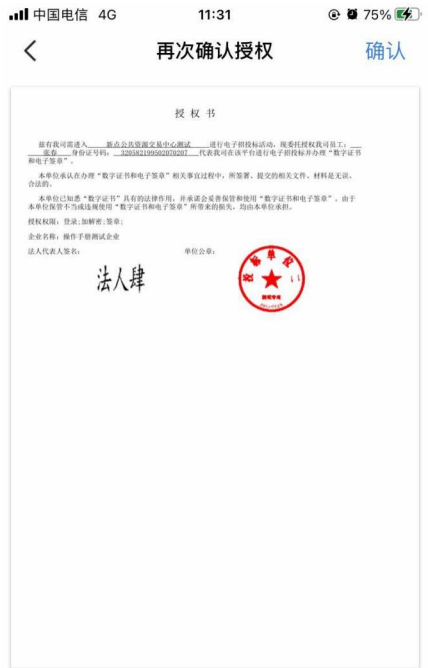 中国电信 4G 11:31 75%
再次确认授权 确认
授 权 书
兹有我司需进入 新点公共资源交易中心测试 进行电子招投标活动，现委托授权我司员工：
张春 身份证号码： 320582199502070207 代表我司在该平台进行电子招投标并办理“数字证书
和电子签章”。
本单位承认在办理“数字证书和电子签章”相关事宜过程中，所签署、提交的相关文件、材料是无误、
合法的。
本单位已知悉“数字证书”具有的法律作用，并承诺会妥善保管和使用“数字证书和电子签章”。由于
本单位保管不当或违规使用“数字证书和电子签章”所带来的损失，均由本单位承担。
授权权限：登录;加解密;签章;
企业名称：操作手册测试企业
法人代表人签名： 单位公章：
法人肆
授权单位
测试专用